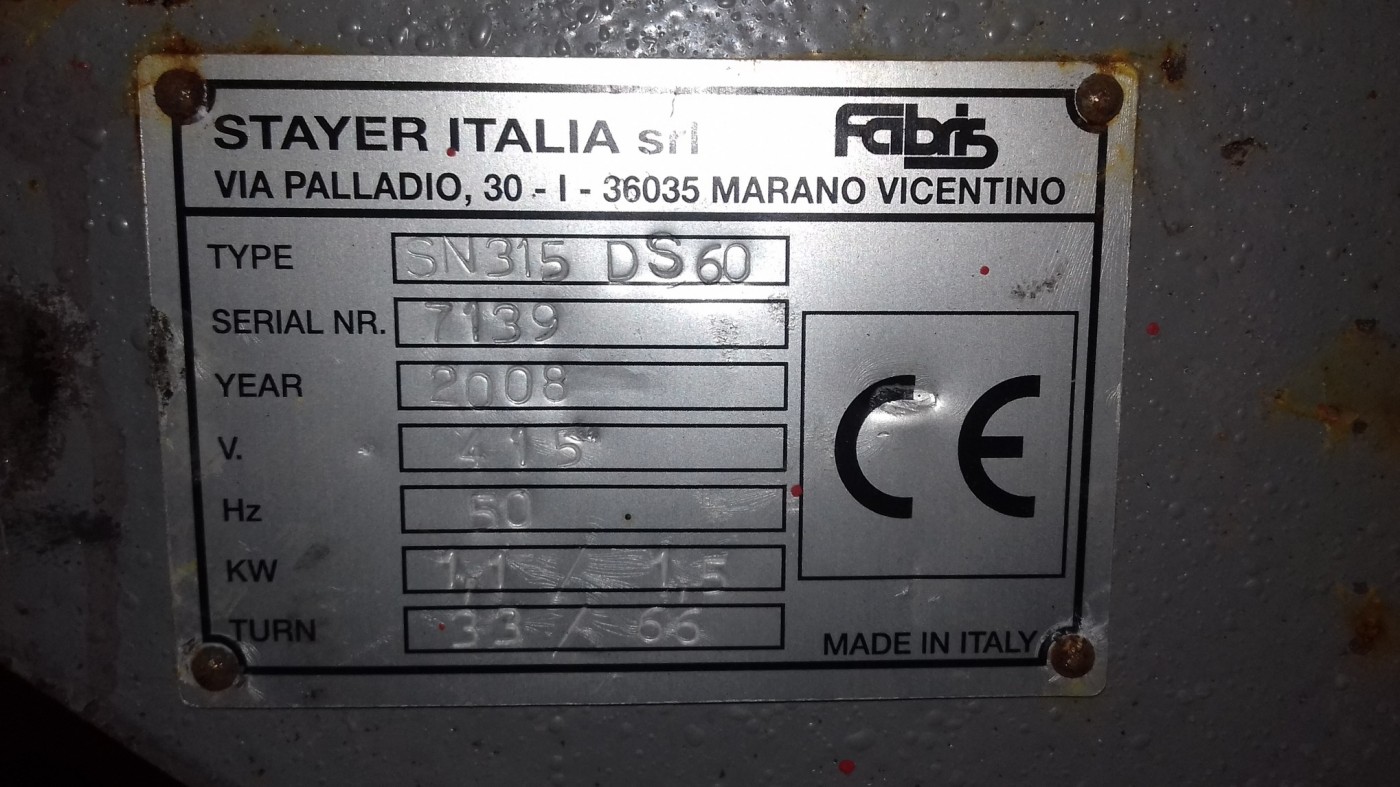 STAYER ITALIA srl Fabris
VIA PALLADIO, 30 - I - 36035 MARANO VICENTINO
TYPE SN315 DS60
SERIAL NR. 7139
YEAR 2008
V. 415
Hz 50
KW 1,1 / 1,5
TURN 33 / 66
CE
MADE IN ITALY